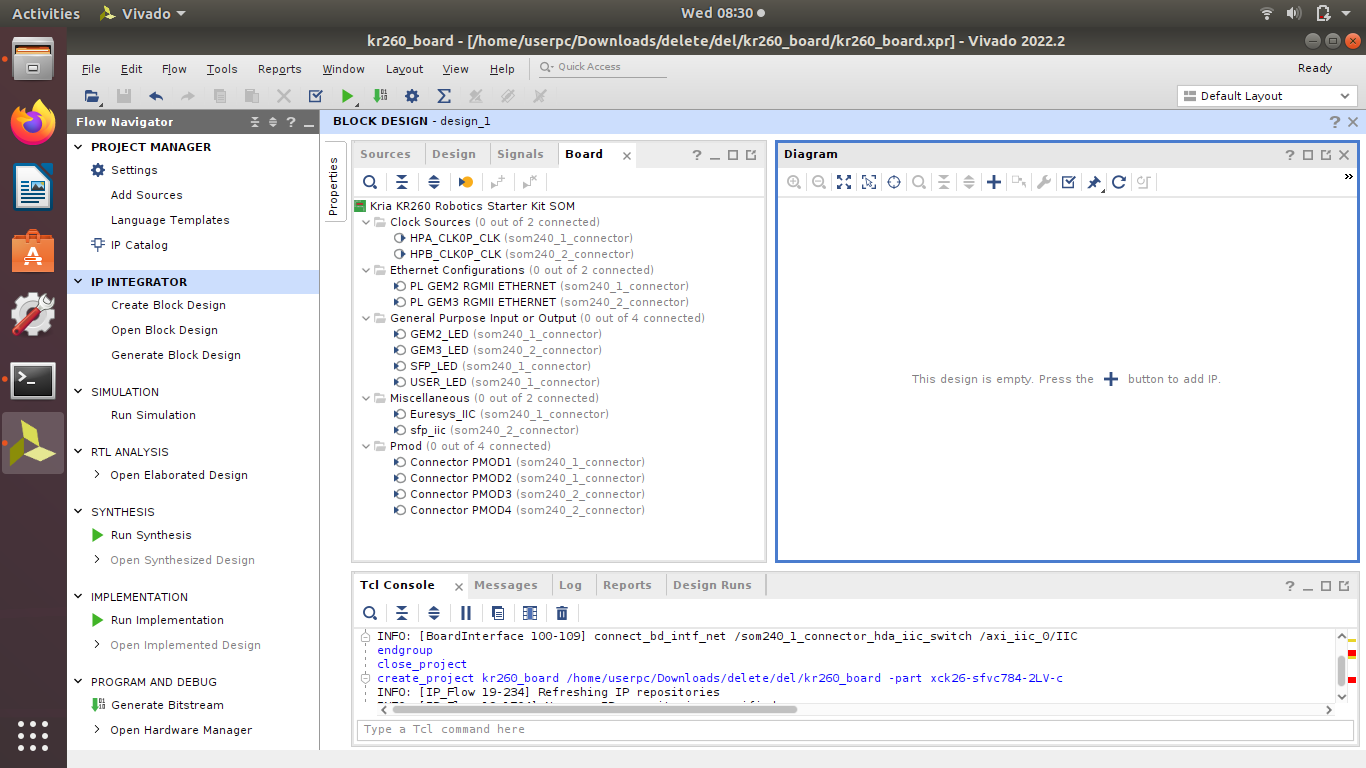 Activities Vivado Wed 08:30
kr260_board - [/home/userpc/Downloads/delete/del/kr260_board/kr260_board.xpr] - Vivado 2022.2
File Edit Flow Tools Reports Window Layout View Help Quick Access Ready
Default Layout
Flow Navigator
PROJECT MANAGER
Settings
Add Sources
Language Templates
IP Catalog
IP INTEGRATOR
Create Block Design
Open Block Design
Generate Block Design
SIMULATION
Run Simulation
RTL ANALYSIS
Open Elaborated Design
SYNTHESIS
Run Synthesis
Open Synthesized Design
IMPLEMENTATION
Run Implementation
Open Implemented Design
PROGRAM AND DEBUG
Generate Bitstream
Open Hardware Manager
BLOCK DESIGN - design_1
Properties
Sources Design Signals Board
Kria KR260 Robotics Starter Kit SOM
Clock Sources (0 out of 2 connected)
HPA_CLK0P_CLK (som240_1_connector)
HPB_CLK0P_CLK (som240_2_connector)
Ethernet Configurations (0 out of 2 connected)
PL GEM2 RGMII ETHERNET (som240_1_connector)
PL GEM3 RGMII ETHERNET (som240_2_connector)
General Purpose Input or Output (0 out of 4 connected)
GEM2_LED (som240_1_connector)
GEM3_LED (som240_2_connector)
SFP_LED (som240_1_connector)
USER_LED (som240_1_connector)
Miscellaneous (0 out of 2 connected)
Euresys_IIC (som240_1_connector)
sfp_iic (som240_2_connector)
Pmod (0 out of 4 connected)
Connector PMOD1 (som240_1_connector)
Connector PMOD2 (som240_1_connector)
Connector PMOD3 (som240_2_connector)
Connector PMOD4 (som240_2_connector)
Diagram
This design is empty. Press the + button to add IP.
Tcl Console Messages Log Reports Design Runs
INFO: [BoardInterface 100-109] connect_bd_intf_net /som240_1_connector_hda_iic_switch /axi_iic_0/IIC
endgroup
close_project
create_project kr260_board /home/userpc/Downloads/delete/del/kr260_board -part xck26-sfvc784-2LV-c
INFO: [IP_Flow 19-234] Refreshing IP repositories
Type a Tcl command here